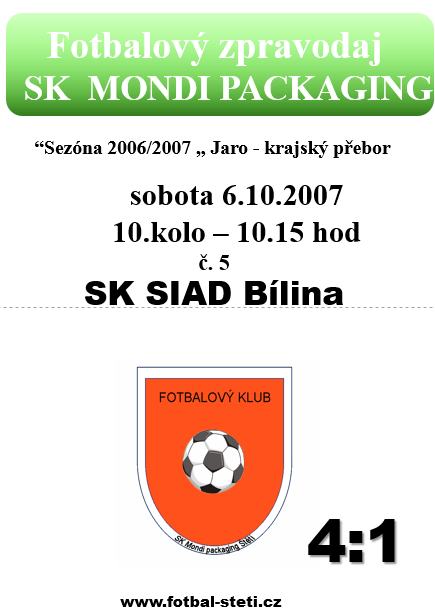 Fotbalový zpravodaj
SK MONDI PACKAGING
“Sezóna 2006/2007 „ Jaro - krajský přebor
sobota 6.10.2007
10.kolo – 10.15 hod
č. 5
SK SIAD Bílina
FOTBALOVÝ KLUB
SK Mondi packaging Štětí
4:1
www.fotbal-steti.cz